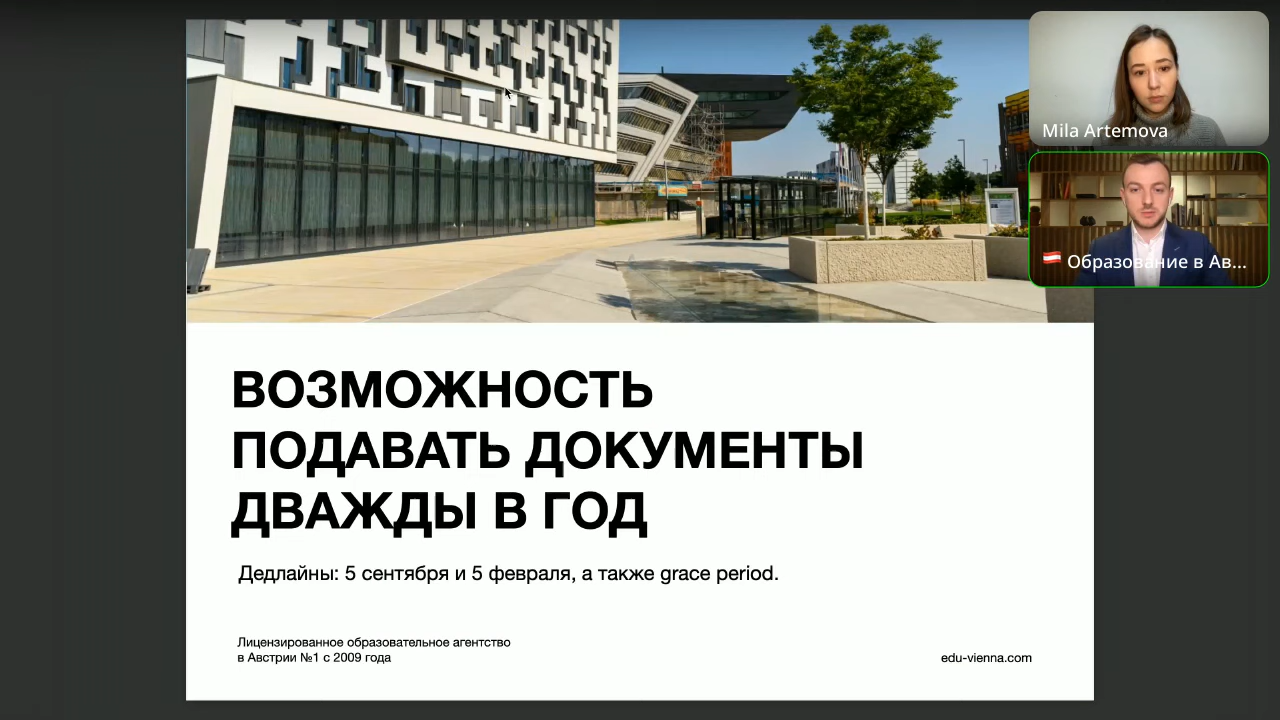 Mila Artemova
Образование в Ав...
ВОЗМОЖНОСТЬ
ПОДАВАТЬ ДОКУМЕНТЫ
ДВАЖДЫ В ГОД
Дедлайны: 5 сентября и 5 февраля, а также grace period.
Лицензированное образовательное агентство
в Австрии №1 с 2009 года
edu-vienna.com